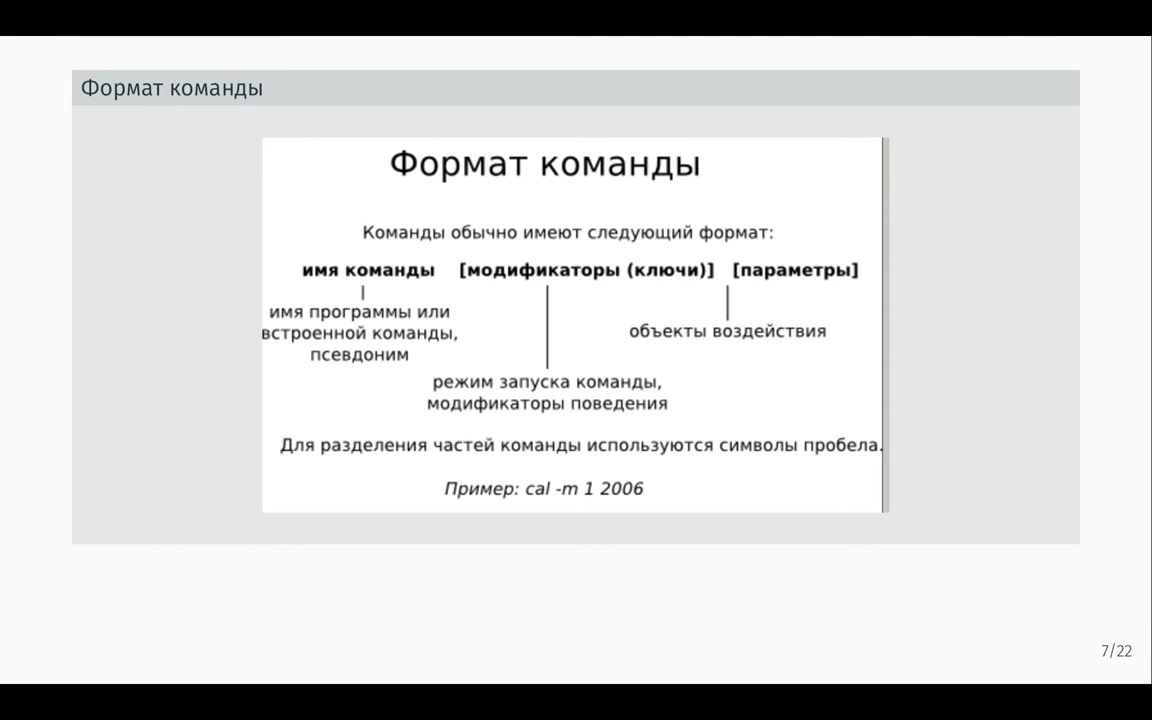 Формат команды
Формат команды
Команды обычно имеют следующий формат:
имя команды [модификаторы (ключи)] [параметры]
имя программы или
встроенной команды,
псевдоним
объекты воздействия
режим запуска команды,
модификаторы поведения
Для разделения частей команды используются символы пробела.
Пример: cal -m 1 2006
7/22